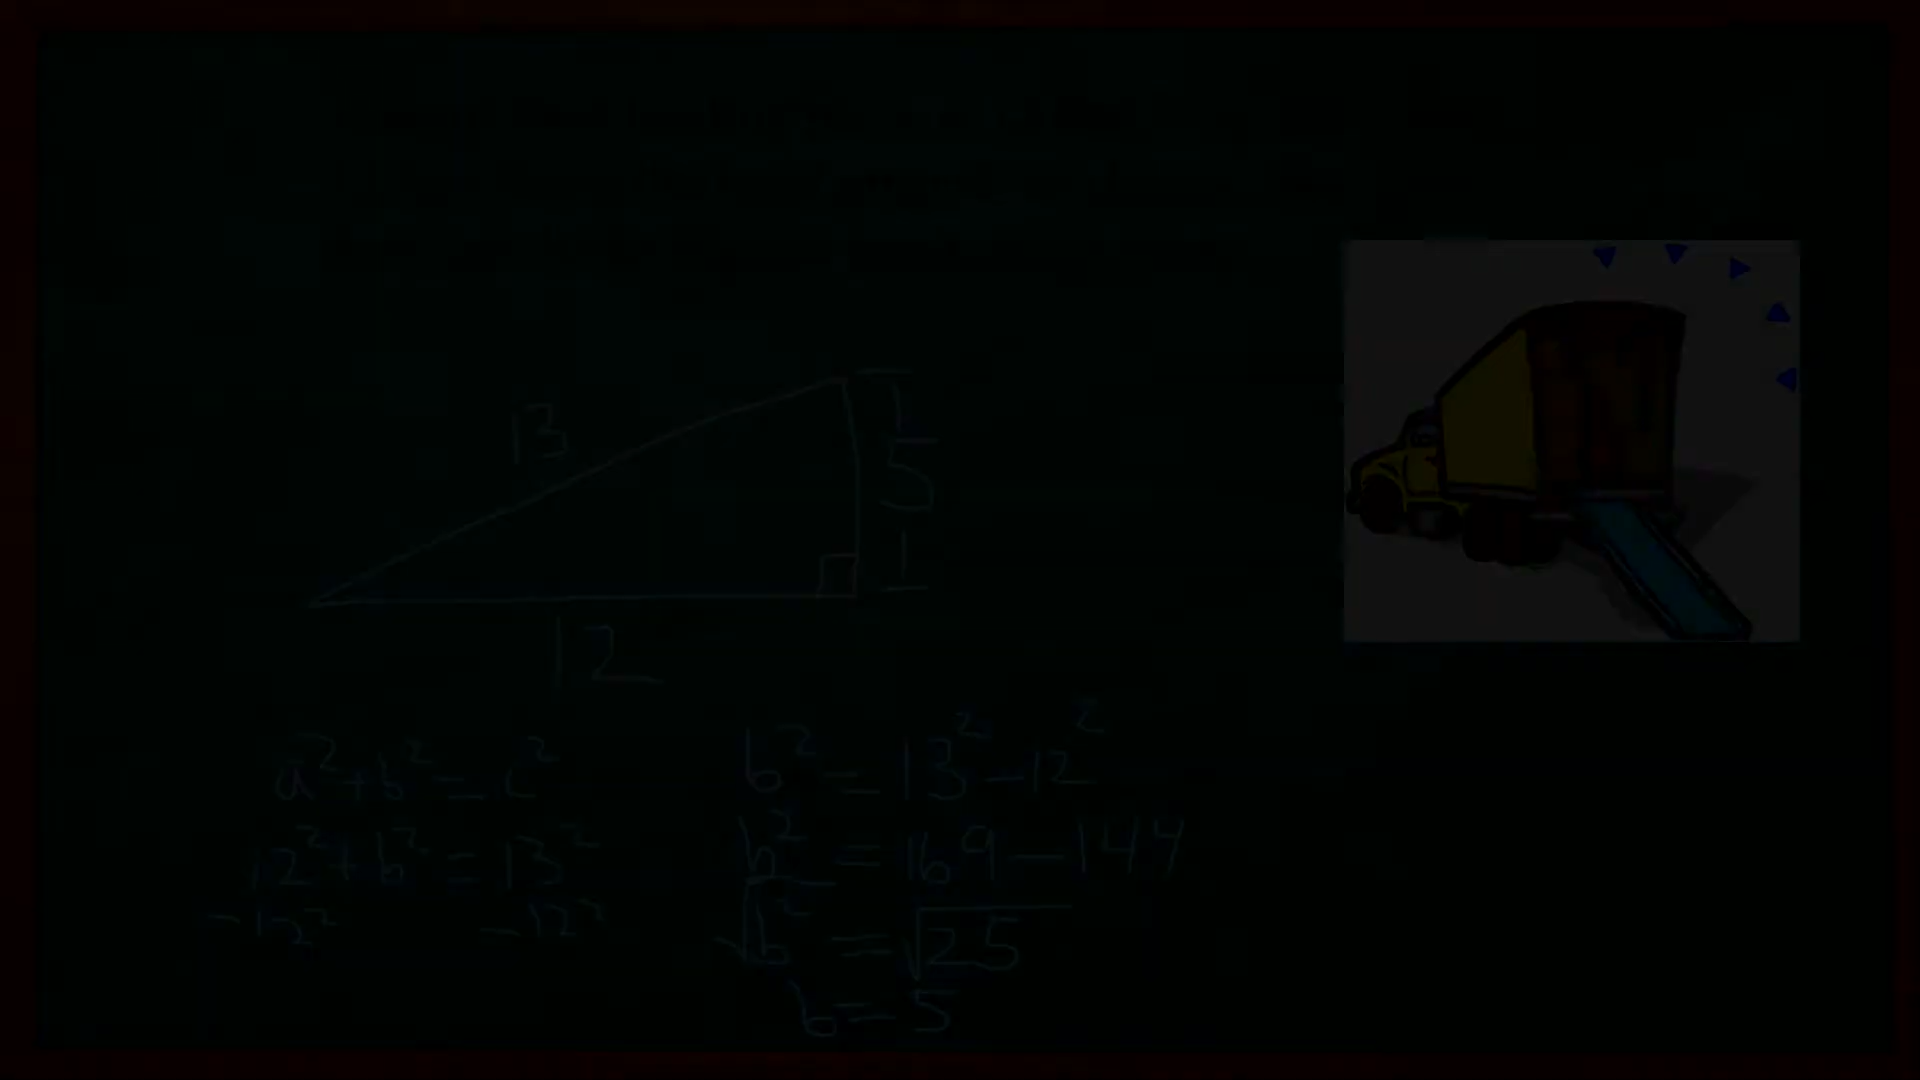 13
5
12
a² + b² = c²
12² + b² = 13²
- 12² - 12²
b² = 13² - 12²
b² = 169 - 144
√b² = √25
b = 5